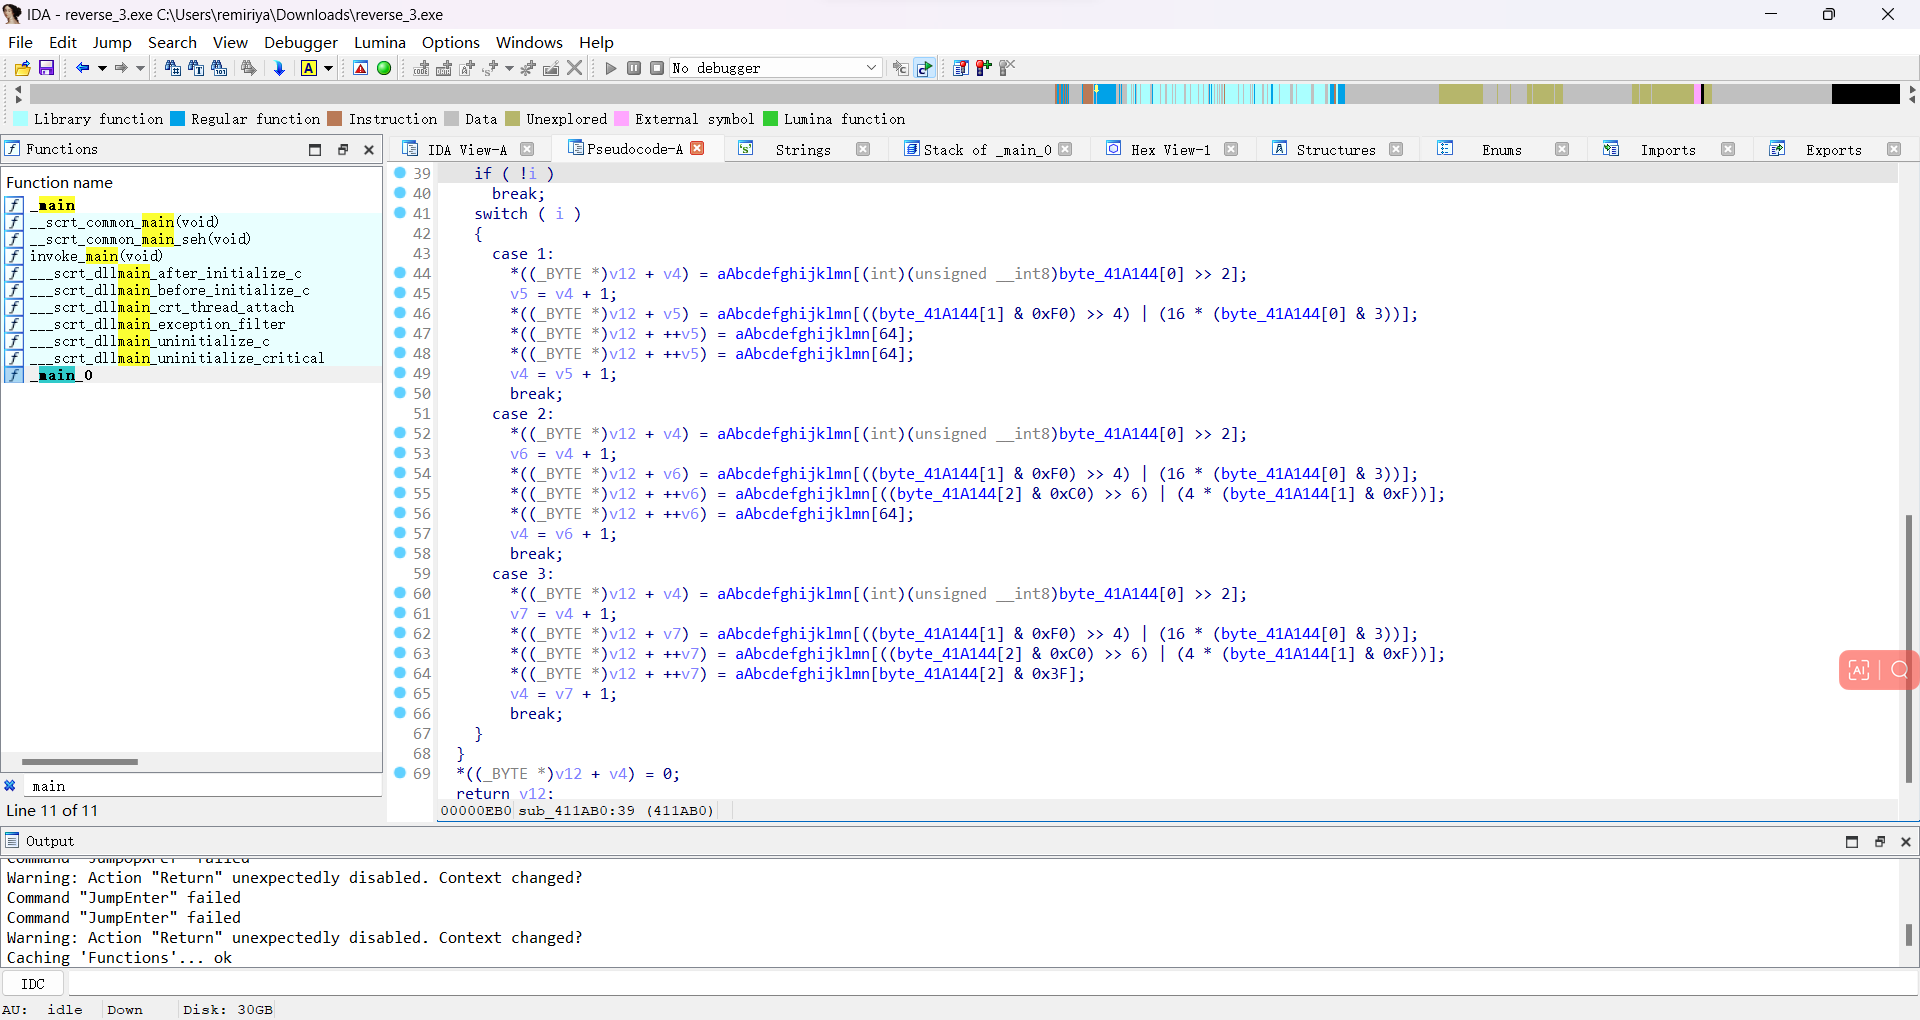 IDA - reverse_3.exe C:\Users\remiriya\Downloads\reverse_3.exe
File Edit Jump Search View Debugger Lumina Options Windows Help
No debugger
Library function Regular function Instruction Data Unexplored External symbol Lumina function
Functions
IDA View-A Pseudocode-A Strings Stack of _main_0 Hex View-1 Structures Enums Imports Exports
Function name
_main
__scrt_common_main(void)
__scrt_common_main_seh(void)
invoke_main(void)
___scrt_dllmain_after_initialize_c
___scrt_dllmain_before_initialize_c
___scrt_dllmain_crt_thread_attach
___scrt_dllmain_exception_filter
___scrt_dllmain_uninitialize_c
___scrt_dllmain_uninitialize_critical
_main_0
main
Line 11 of 11
39 if ( !i )
40 break;
41 switch ( i )
42 {
43 case 1:
44 *((_BYTE *)v12 + v4) = aAbcdefghijklmn[(int)(unsigned __int8)byte_41A144[0] >> 2];
45 v5 = v4 + 1;
46 *((_BYTE *)v12 + v5) = aAbcdefghijklmn[((byte_41A144[1] & 0xF0) >> 4) | (16 * (byte_41A144[0] & 3))];
47 *((_BYTE *)v12 + ++v5) = aAbcdefghijklmn[64];
48 *((_BYTE *)v12 + ++v5) = aAbcdefghijklmn[64];
49 v4 = v5 + 1;
50 break;
51 case 2:
52 *((_BYTE *)v12 + v4) = aAbcdefghijklmn[(int)(unsigned __int8)byte_41A144[0] >> 2];
53 v6 = v4 + 1;
54 *((_BYTE *)v12 + v6) = aAbcdefghijklmn[((byte_41A144[1] & 0xF0) >> 4) | (16 * (byte_41A144[0] & 3))];
55 *((_BYTE *)v12 + ++v6) = aAbcdefghijklmn[((byte_41A144[2] & 0xC0) >> 6) | (4 * (byte_41A144[1] & 0xF))];
56 *((_BYTE *)v12 + ++v6) = aAbcdefghijklmn[64];
57 v4 = v6 + 1;
58 break;
59 case 3:
60 *((_BYTE *)v12 + v4) = aAbcdefghijklmn[(int)(unsigned __int8)byte_41A144[0] >> 2];
61 v7 = v4 + 1;
62 *((_BYTE *)v12 + v7) = aAbcdefghijklmn[((byte_41A144[1] & 0xF0) >> 4) | (16 * (byte_41A144[0] & 3))];
63 *((_BYTE *)v12 + ++v7) = aAbcdefghijklmn[((byte_41A144[2] & 0xC0) >> 6) | (4 * (byte_41A144[1] & 0xF))];
64 *((_BYTE *)v12 + ++v7) = aAbcdefghijklmn[byte_41A144[2] & 0x3F];
65 v4 = v7 + 1;
66 break;
67 }
68 }
69 *((_BYTE *)v12 + v4) = 0;
return v12;
00000EB0 sub_411AB0:39 (411AB0)
AI
Output
Command "JumpOpXref" failed
Warning: Action "Return" unexpectedly disabled. Context changed?
Command "JumpEnter" failed
Command "JumpEnter" failed
Warning: Action "Return" unexpectedly disabled. Context changed?
Caching 'Functions'... ok
IDC
AU: idle Down Disk: 30GB